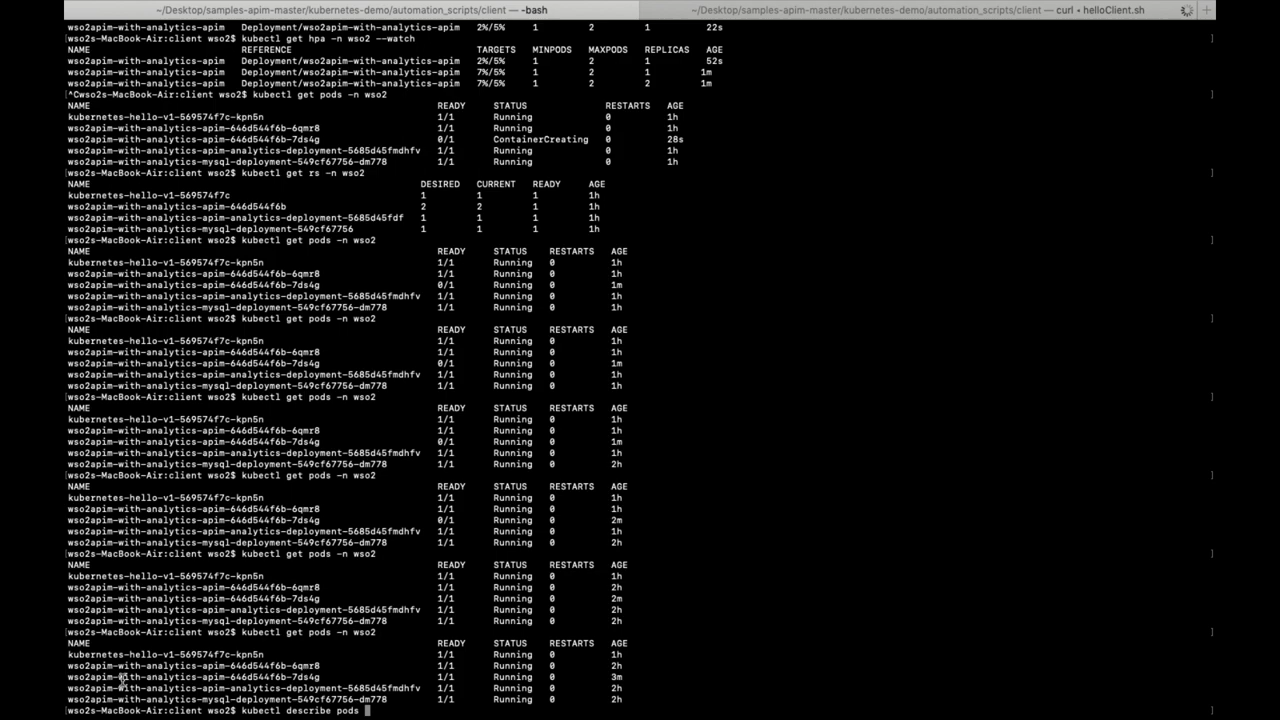 ~/Desktop/samples-apim-master/kubernetes-demo/automation_scripts/client — -bash
~/Desktop/samples-apim-master/kubernetes-demo/automation_scripts/client — curl • helloClient.sh
wso2apim-with-analytics-apim Deployment/wso2apim-with-analytics-apim 2%/5% 1 2 1 22s
[wso2s-MacBook-Air:client wso2$ kubectl get hpa -n wso2 --watch ]
NAME REFERENCE TARGETS MINPODS MAXPODS REPLICAS AGE
wso2apim-with-analytics-apim Deployment/wso2apim-with-analytics-apim 2%/5% 1 2 1 52s
wso2apim-with-analytics-apim Deployment/wso2apim-with-analytics-apim 7%/5% 1 2 1 1m
wso2apim-with-analytics-apim Deployment/wso2apim-with-analytics-apim 7%/5% 1 2 2 1m
[^Cwso2s-MacBook-Air:client wso2$ kubectl get pods -n wso2 ]
NAME READY STATUS RESTARTS AGE
kubernetes-hello-v1-569574f7c-kpn5n 1/1 Running 0 1h
wso2apim-with-analytics-apim-646d544f6b-6qmr8 1/1 Running 0 1h
wso2apim-with-analytics-apim-646d544f6b-7ds4g 0/1 ContainerCreating 0 28s
wso2apim-with-analytics-apim-analytics-deployment-5685d45fmdhfv 1/1 Running 0 1h
wso2apim-with-analytics-mysql-deployment-549cf67756-dm778 1/1 Running 0 1h
[wso2s-MacBook-Air:client wso2$ kubectl get rs -n wso2 ]
NAME DESIRED CURRENT READY AGE
kubernetes-hello-v1-569574f7c 1 1 1 1h
wso2apim-with-analytics-apim-646d544f6b 2 2 1 1h
wso2apim-with-analytics-apim-analytics-deployment-5685d45fdf 1 1 1 1h
wso2apim-with-analytics-mysql-deployment-549cf67756 1 1 1 1h
[wso2s-MacBook-Air:client wso2$ kubectl get pods -n wso2 ]
NAME READY STATUS RESTARTS AGE
kubernetes-hello-v1-569574f7c-kpn5n 1/1 Running 0 1h
wso2apim-with-analytics-apim-646d544f6b-6qmr8 1/1 Running 0 1h
wso2apim-with-analytics-apim-646d544f6b-7ds4g 0/1 Running 0 1m
wso2apim-with-analytics-apim-analytics-deployment-5685d45fmdhfv 1/1 Running 0 1h
wso2apim-with-analytics-mysql-deployment-549cf67756-dm778 1/1 Running 0 1h
[wso2s-MacBook-Air:client wso2$ kubectl get pods -n wso2 ]
NAME READY STATUS RESTARTS AGE
kubernetes-hello-v1-569574f7c-kpn5n 1/1 Running 0 1h
wso2apim-with-analytics-apim-646d544f6b-6qmr8 1/1 Running 0 1h
wso2apim-with-analytics-apim-646d544f6b-7ds4g 0/1 Running 0 1m
wso2apim-with-analytics-apim-analytics-deployment-5685d45fmdhfv 1/1 Running 0 1h
wso2apim-with-analytics-mysql-deployment-549cf67756-dm778 1/1 Running 0 1h
[wso2s-MacBook-Air:client wso2$ kubectl get pods -n wso2 ]
NAME READY STATUS RESTARTS AGE
kubernetes-hello-v1-569574f7c-kpn5n 1/1 Running 0 1h
wso2apim-with-analytics-apim-646d544f6b-6qmr8 1/1 Running 0 1h
wso2apim-with-analytics-apim-646d544f6b-7ds4g 0/1 Running 0 1m
wso2apim-with-analytics-apim-analytics-deployment-5685d45fmdhfv 1/1 Running 0 1h
wso2apim-with-analytics-mysql-deployment-549cf67756-dm778 1/1 Running 0 2h
[wso2s-MacBook-Air:client wso2$ kubectl get pods -n wso2 ]
NAME READY STATUS RESTARTS AGE
kubernetes-hello-v1-569574f7c-kpn5n 1/1 Running 0 1h
wso2apim-with-analytics-apim-646d544f6b-6qmr8 1/1 Running 0 1h
wso2apim-with-analytics-apim-646d544f6b-7ds4g 0/1 Running 0 2m
wso2apim-with-analytics-apim-analytics-deployment-5685d45fmdhfv 1/1 Running 0 1h
wso2apim-with-analytics-mysql-deployment-549cf67756-dm778 1/1 Running 0 2h
[wso2s-MacBook-Air:client wso2$ kubectl get pods -n wso2 ]
NAME READY STATUS RESTARTS AGE
kubernetes-hello-v1-569574f7c-kpn5n 1/1 Running 0 1h
wso2apim-with-analytics-apim-646d544f6b-6qmr8 1/1 Running 0 2h
wso2apim-with-analytics-apim-646d544f6b-7ds4g 1/1 Running 0 2m
wso2apim-with-analytics-apim-analytics-deployment-5685d45fmdhfv 1/1 Running 0 2h
wso2apim-with-analytics-mysql-deployment-549cf67756-dm778 1/1 Running 0 2h
[wso2s-MacBook-Air:client wso2$ kubectl get pods -n wso2 ]
NAME READY STATUS RESTARTS AGE
kubernetes-hello-v1-569574f7c-kpn5n 1/1 Running 0 1h
wso2apim-with-analytics-apim-646d544f6b-6qmr8 1/1 Running 0 2h
wso2apim-with-analytics-apim-646d544f6b-7ds4g 1/1 Running 0 3m
wso2apim-with-analytics-apim-analytics-deployment-5685d45fmdhfv 1/1 Running 0 2h
wso2apim-with-analytics-mysql-deployment-549cf67756-dm778 1/1 Running 0 2h
wso2s-MacBook-Air:client wso2$ kubectl describe pods